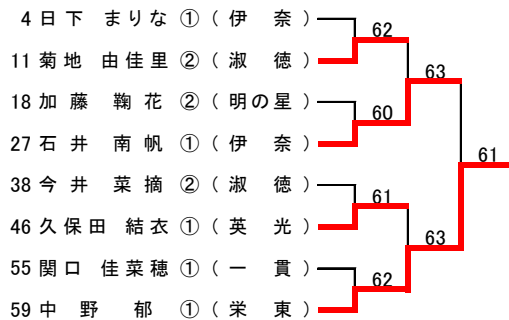 4 日下 まりな ① ( 伊 奈 )
62
11 菊地 由佳里 ② ( 淑 徳 )
63
18 加藤 鞠花 ② ( 明の星 )
60
27 石井 南帆 ① ( 伊 奈 )
61
38 今井 菜摘 ② ( 淑 徳 )
61
46 久保田 結衣 ① ( 英 光 )
63
55 関口 佳菜穂 ① ( 一 貫 )
62
59 中野 郁 ① ( 栄 東 )